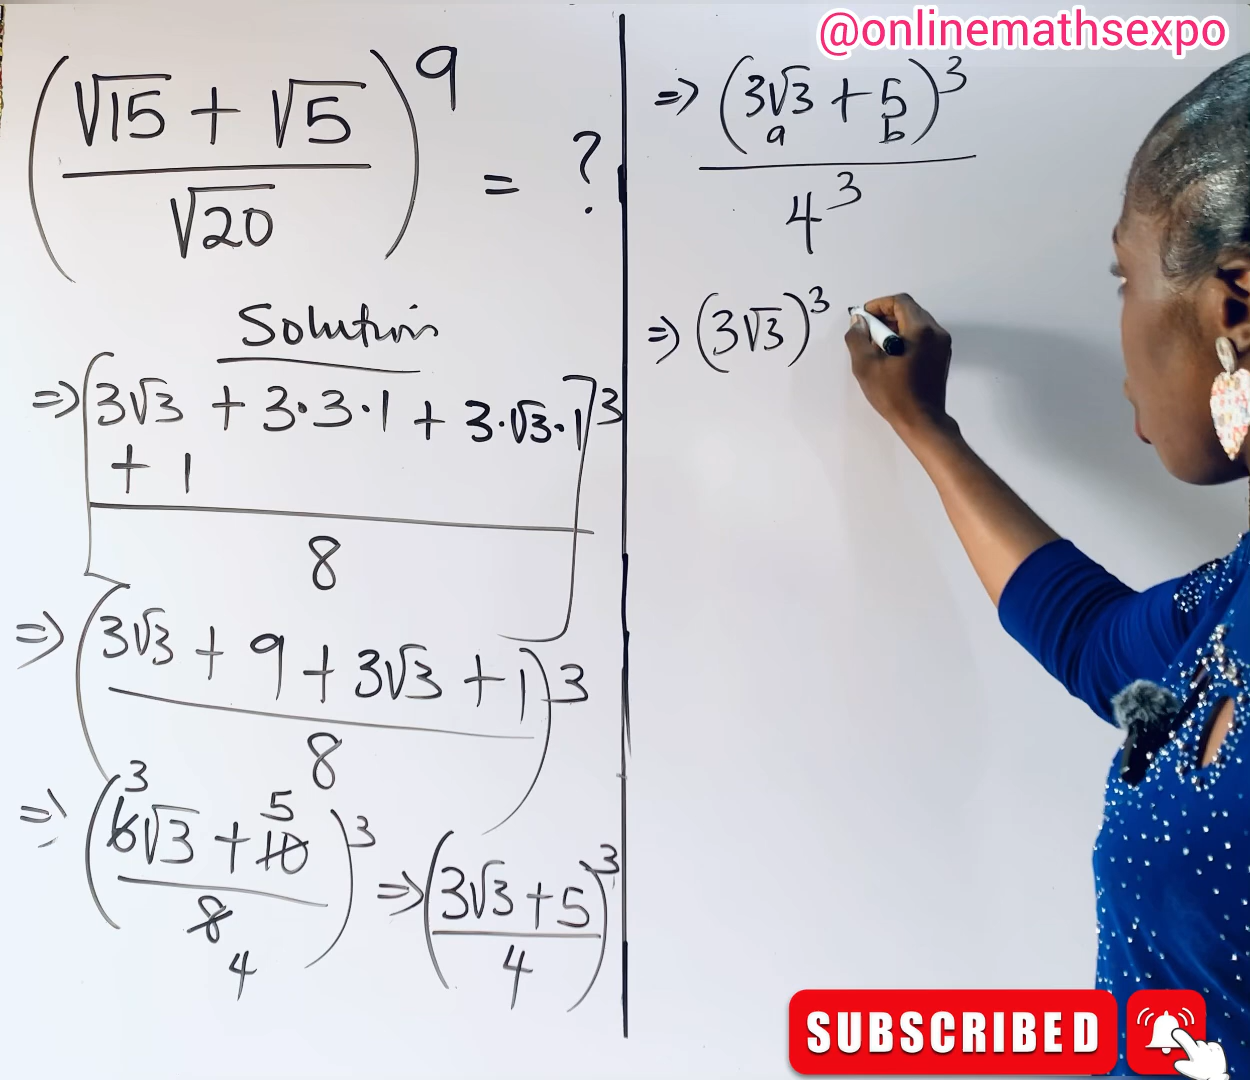 @onlinemathsexpo
(√15 + √5 / √20)^9 = ?
Solution
=> [3√3 + 3·3·1 + 3·√3·1
+ 1 / 8]^3
=> (3√3 + 9 + 3√3 + 1 / 8)^3
3 5
=> (6√3 + 10 / 8)^3 => (3√3 + 5 / 4)^3
4
=> (3√3 + 5)^3
a b
4^3
=> (3√3)^3
SUBSCRIBED